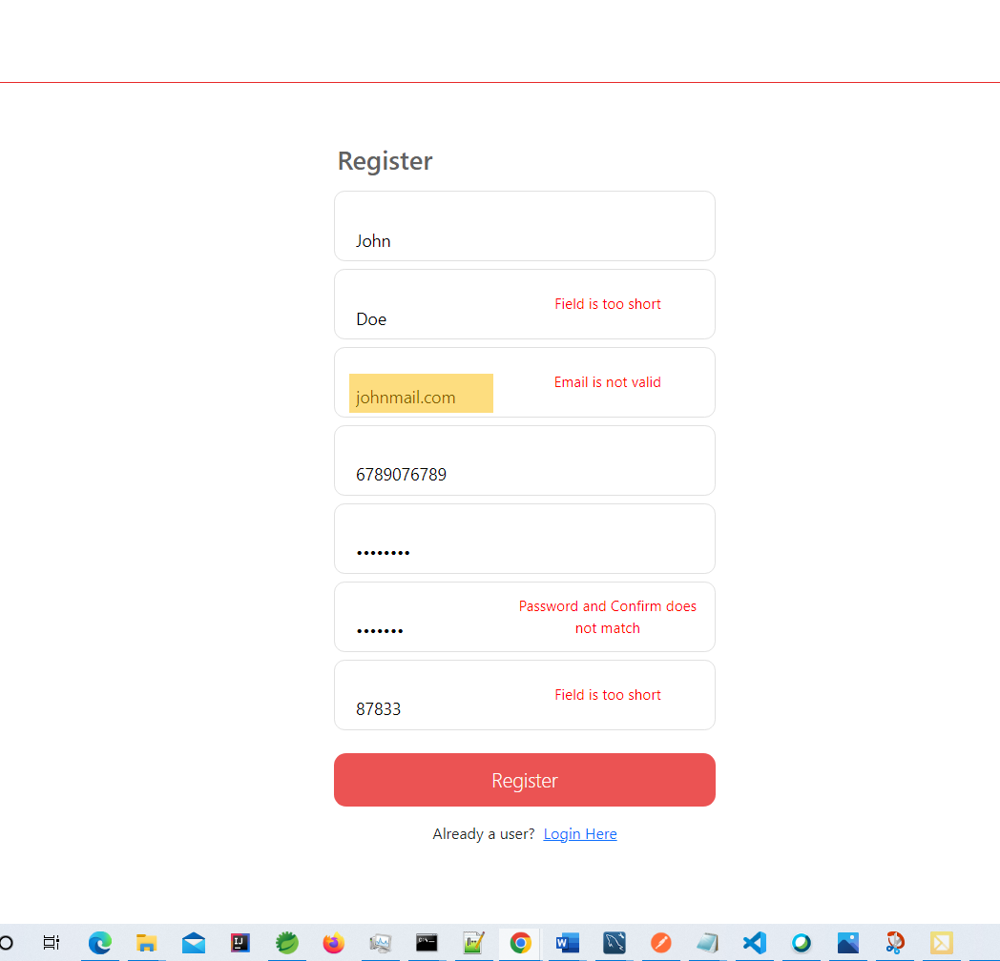 Register
John
Doe
Field is too short
johnmail.com
Email is not valid
6789076789
••••••••
•••••••
Password and Confirm does
not match
87833
Field is too short
Register
Already a user? Login Here